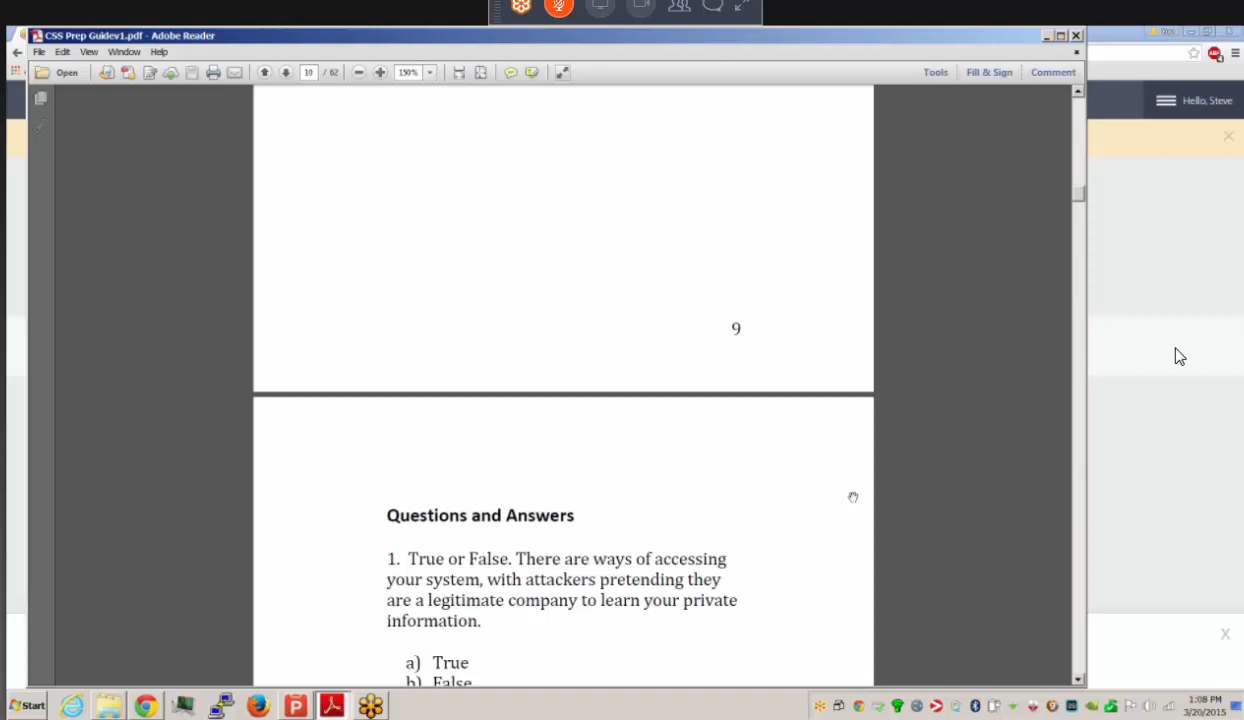 CSS Prep Guidev1.pdf - Adobe Reader
File Edit View Window Help
Open
10 / 62
150%
Tools Fill & Sign Comment
Hello, Steve
9
Questions and Answers
1. True or False. There are ways of accessing
your system, with attackers pretending they
are a legitimate company to learn your private
information.
a) True
b) False
Start
1:08 PM
3/20/2015